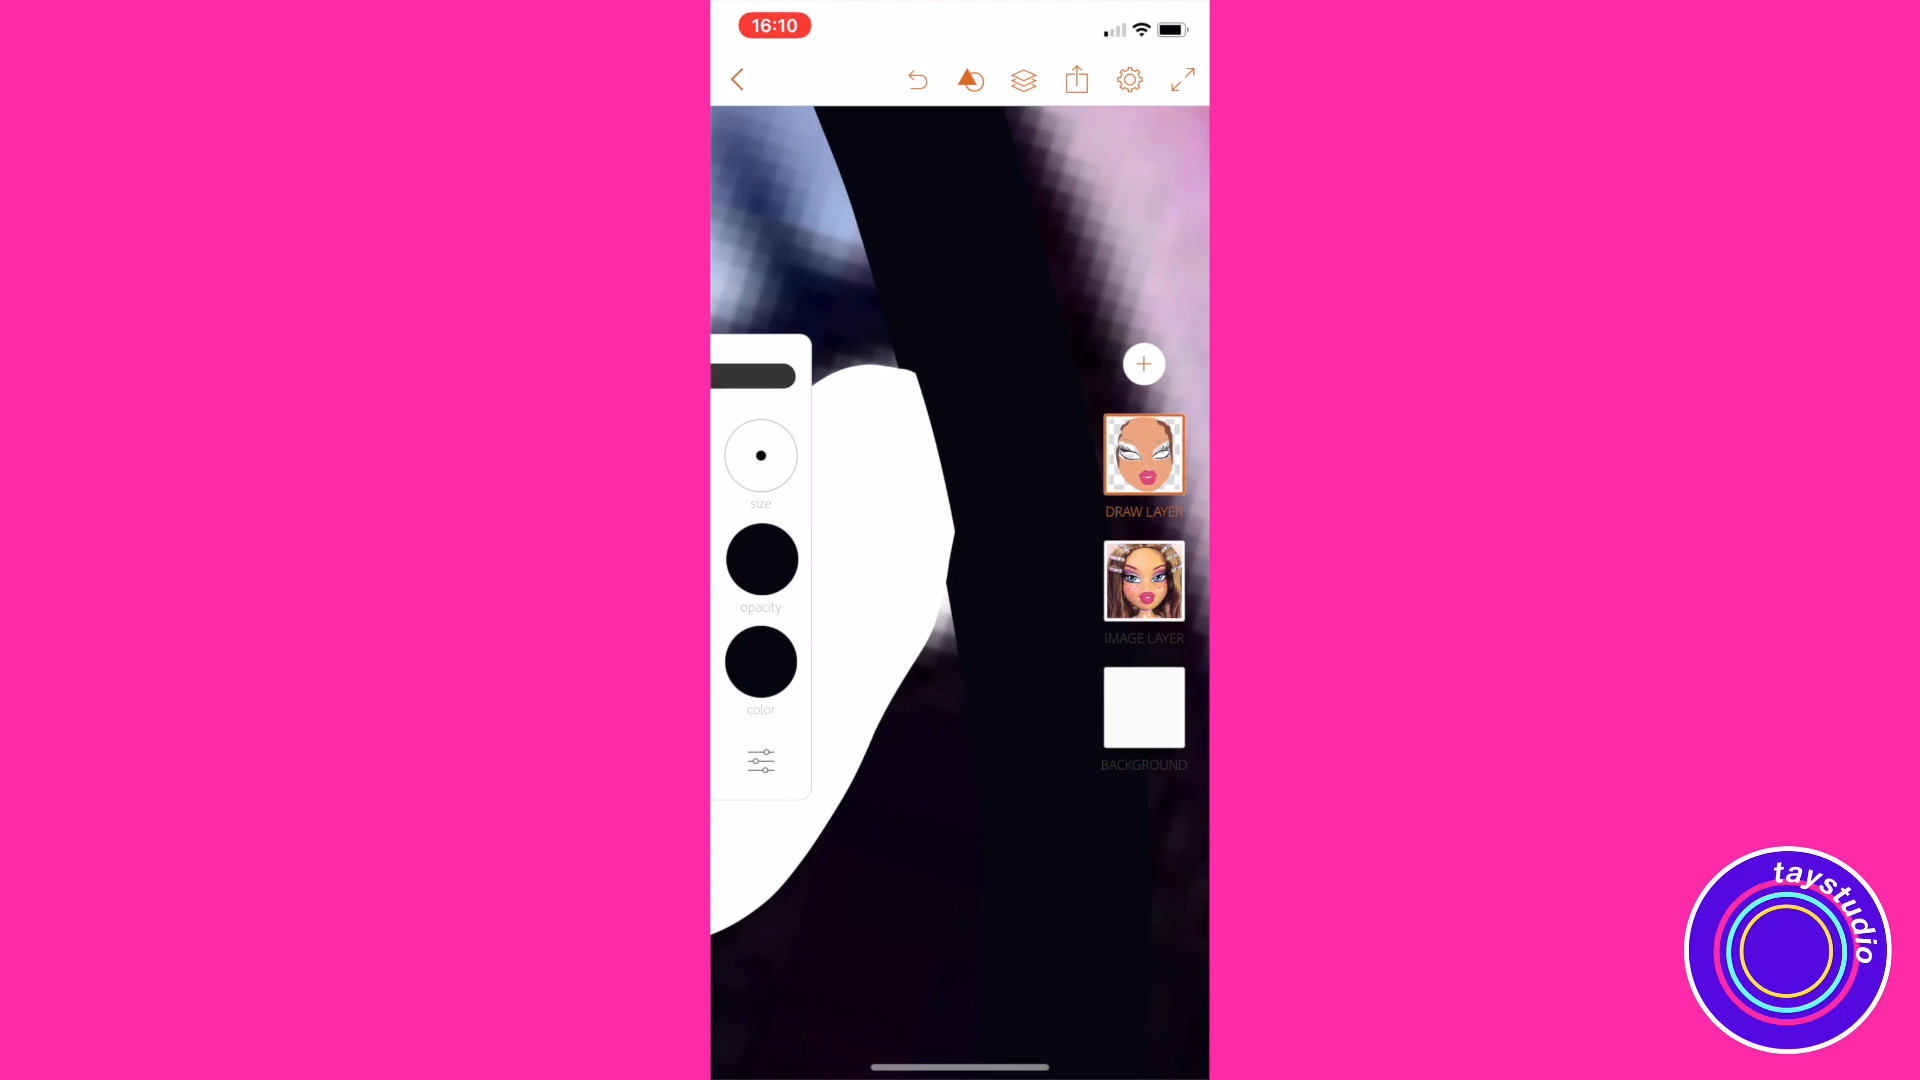 16:10
size
DRAW LAYER
opacity
IMAGE LAYER
color
BACKGROUND
taystudio